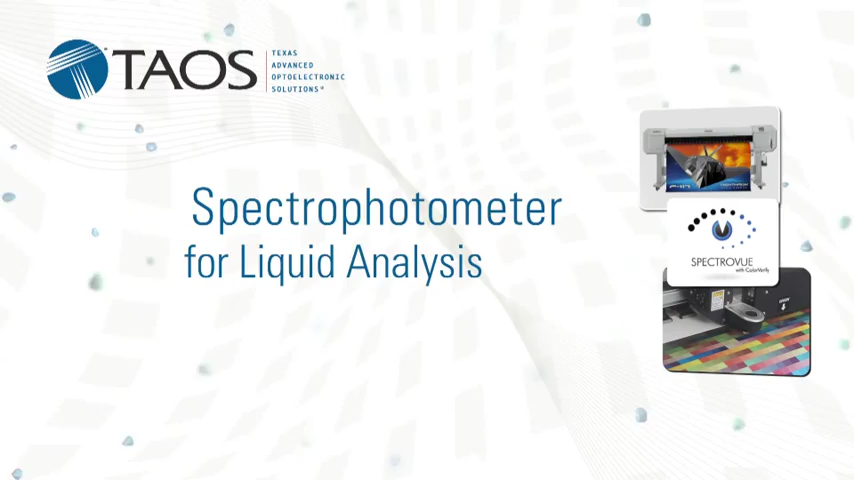 TAOS
TEXAS
ADVANCED
OPTOELECTRONIC
SOLUTIONS®
Spectrophotometer
for Liquid Analysis
SPECTROVUE
with ColorVerify